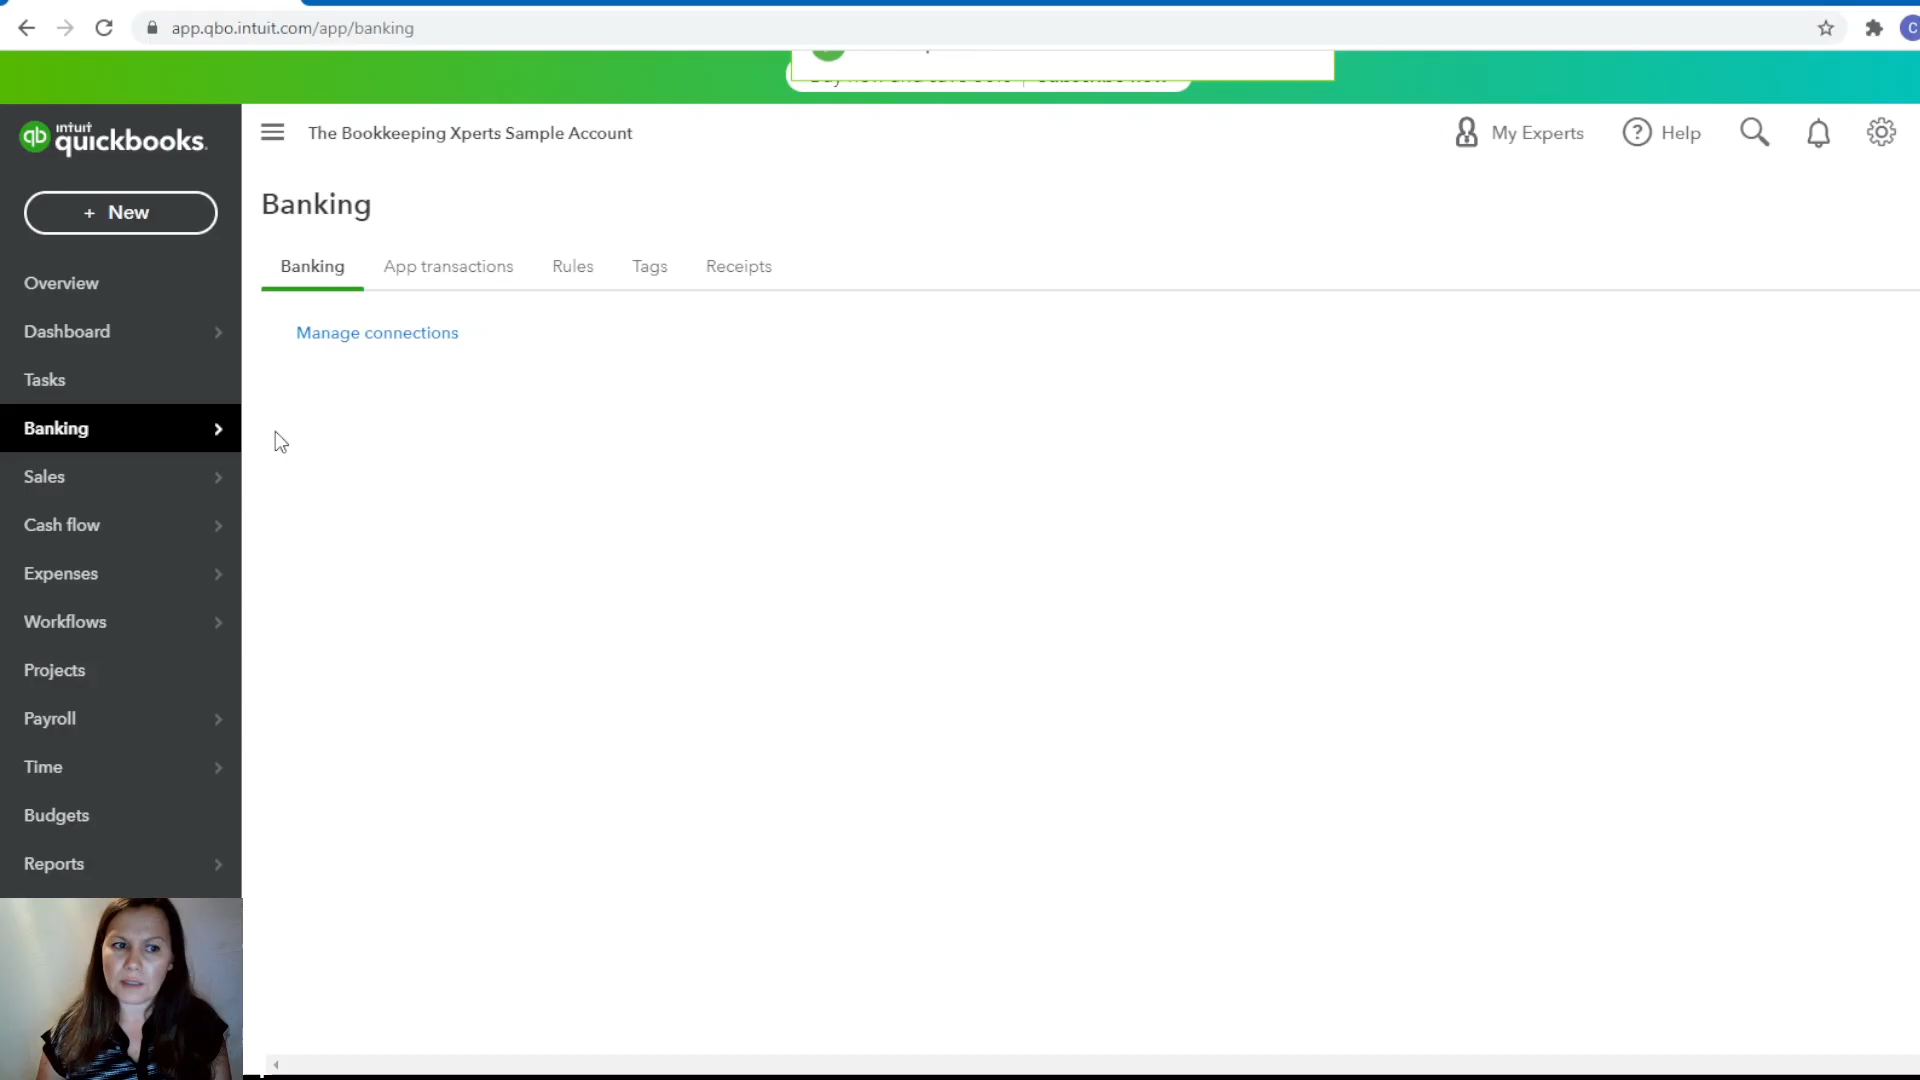 app.qbo.intuit.com/app/banking
C
intuit
quickbooks.
The Bookkeeping Xperts Sample Account
My Experts
Help
+ New
Banking
Banking
App transactions
Rules
Tags
Receipts
Manage connections
Overview
Dashboard
Tasks
Banking
Sales
Cash flow
Expenses
Workflows
Projects
Payroll
Time
Budgets
Reports